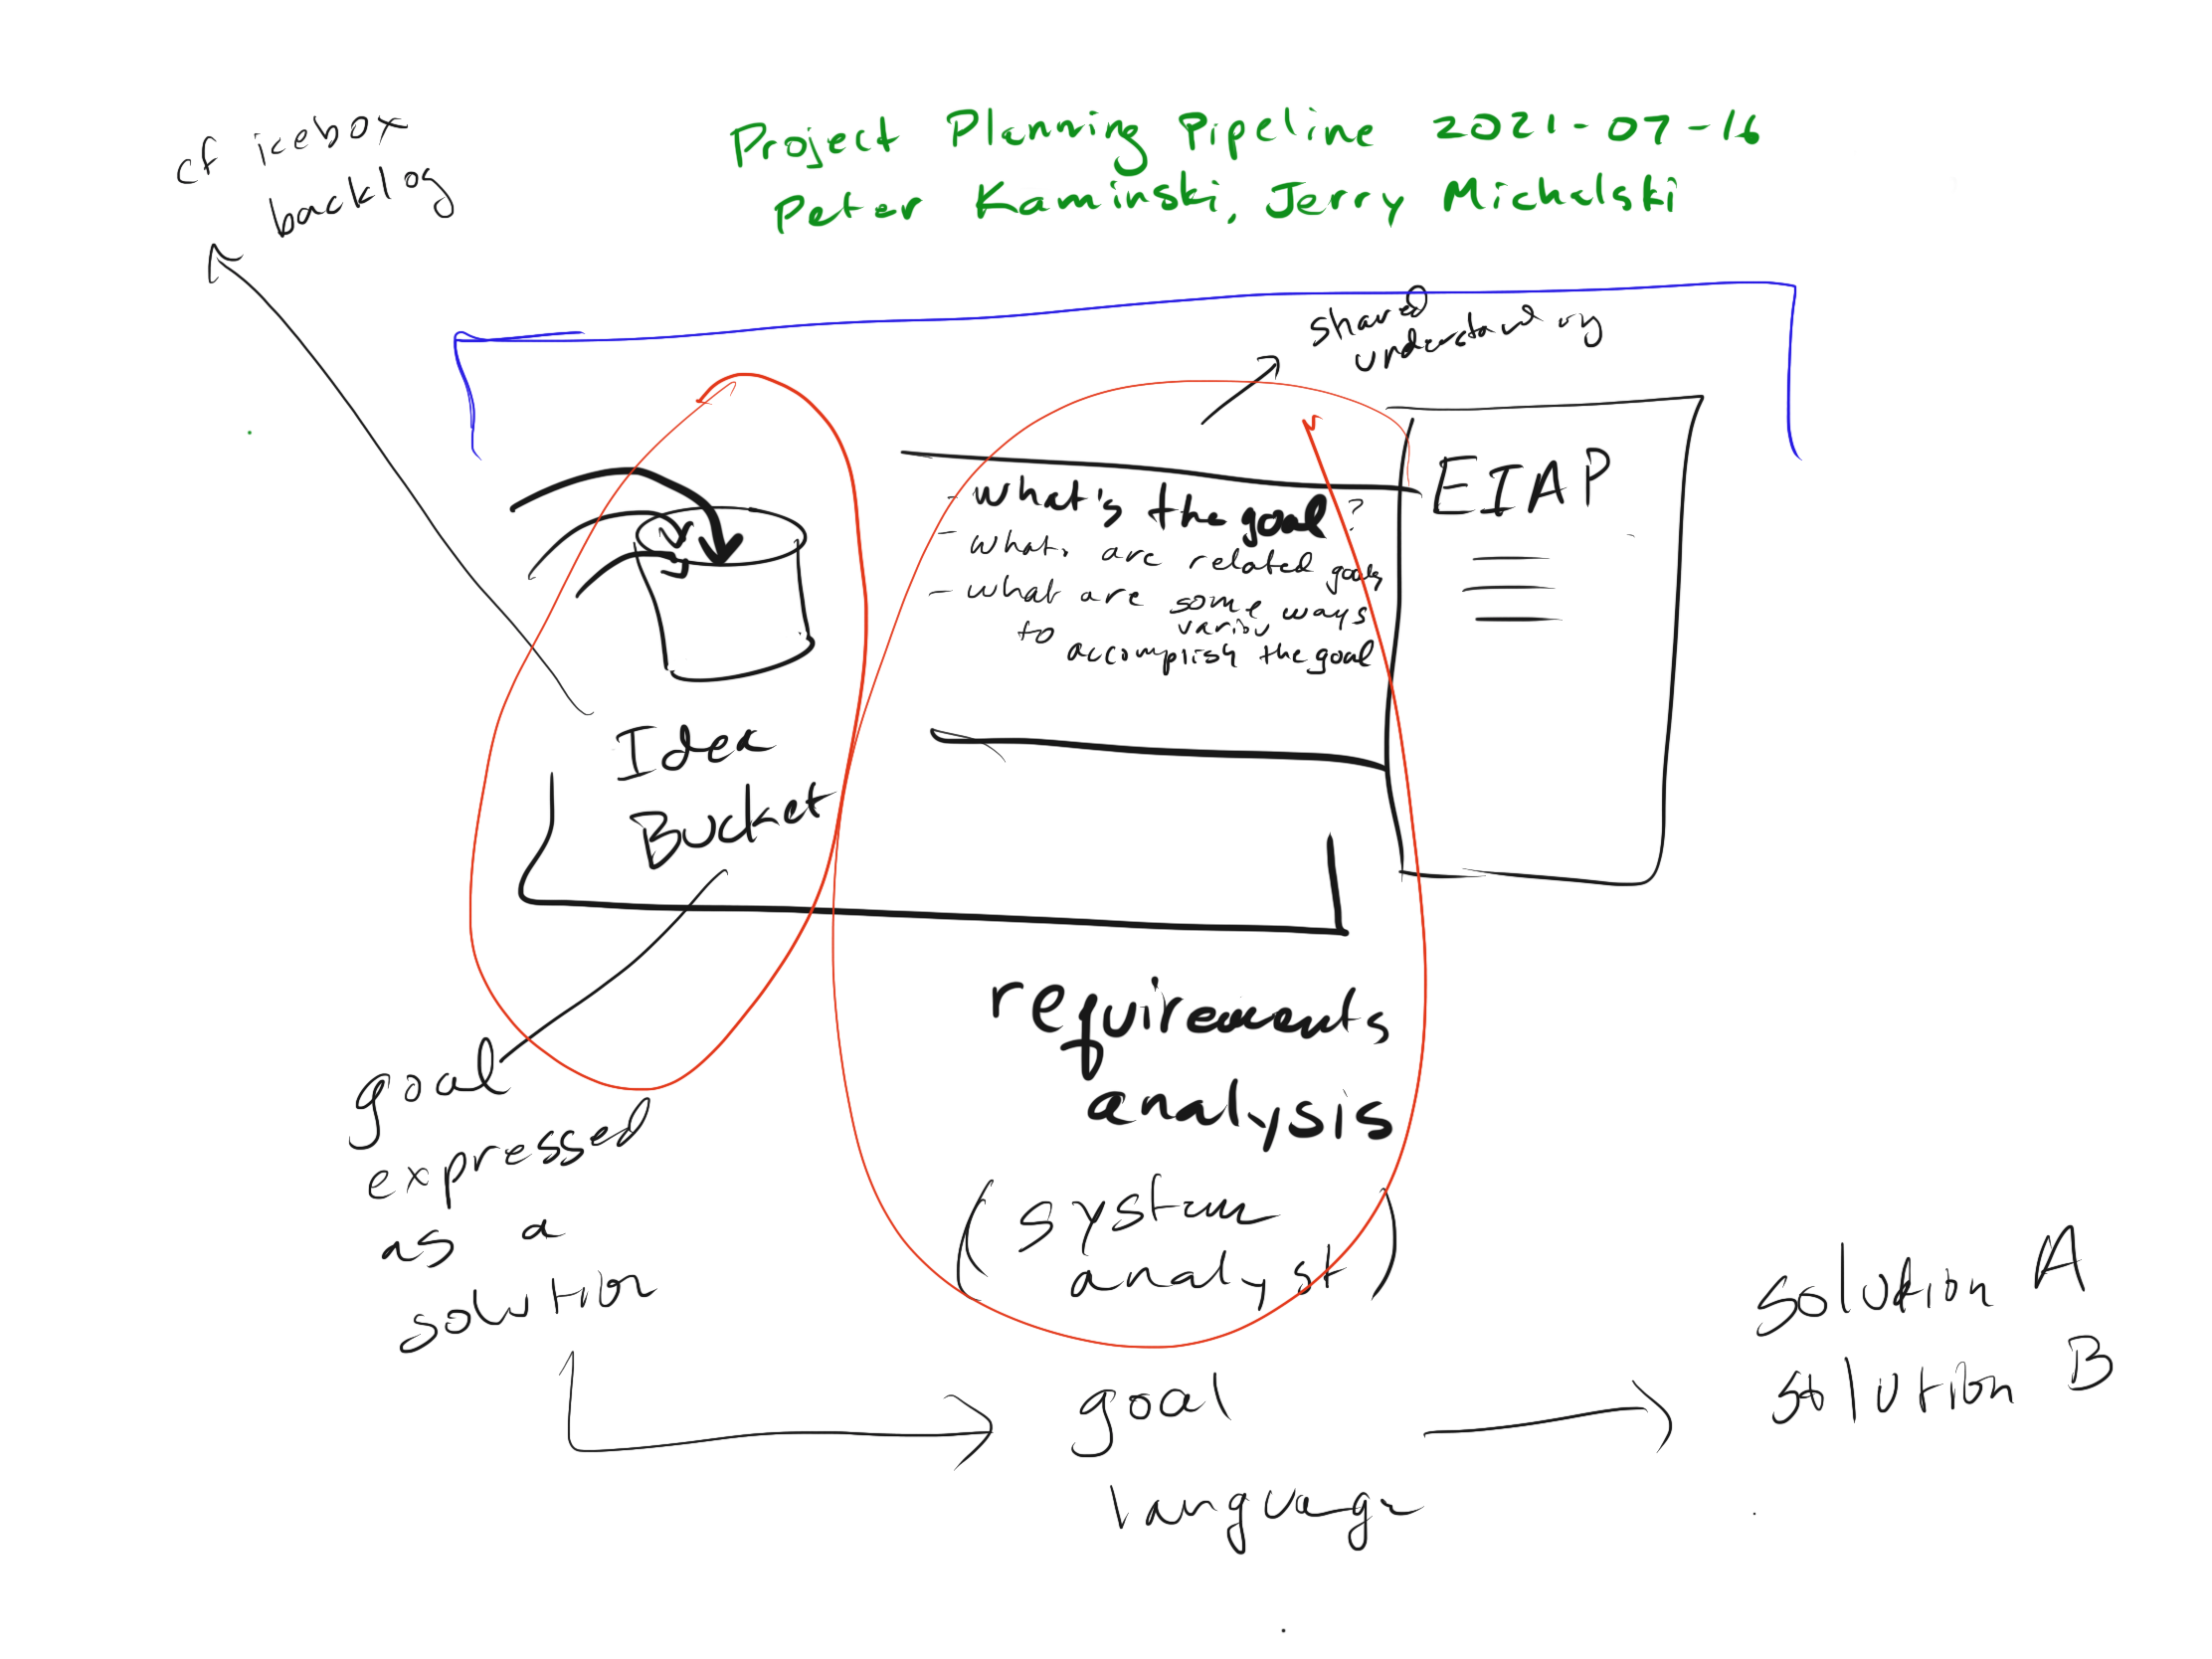 Project Planning Pipeline 2021-07-16
Peter Kaminski, Jerry Michalski
cf icebox
backlog
shared
understanding
EIAP
- what's the goal?
- what are related goals
- what are some ways
various
to accomplish the goal
Idea
Bucket
requirements
analysis
(system
analyst)
goal
expressed
as a
solution
goal
language
solution A
solution B